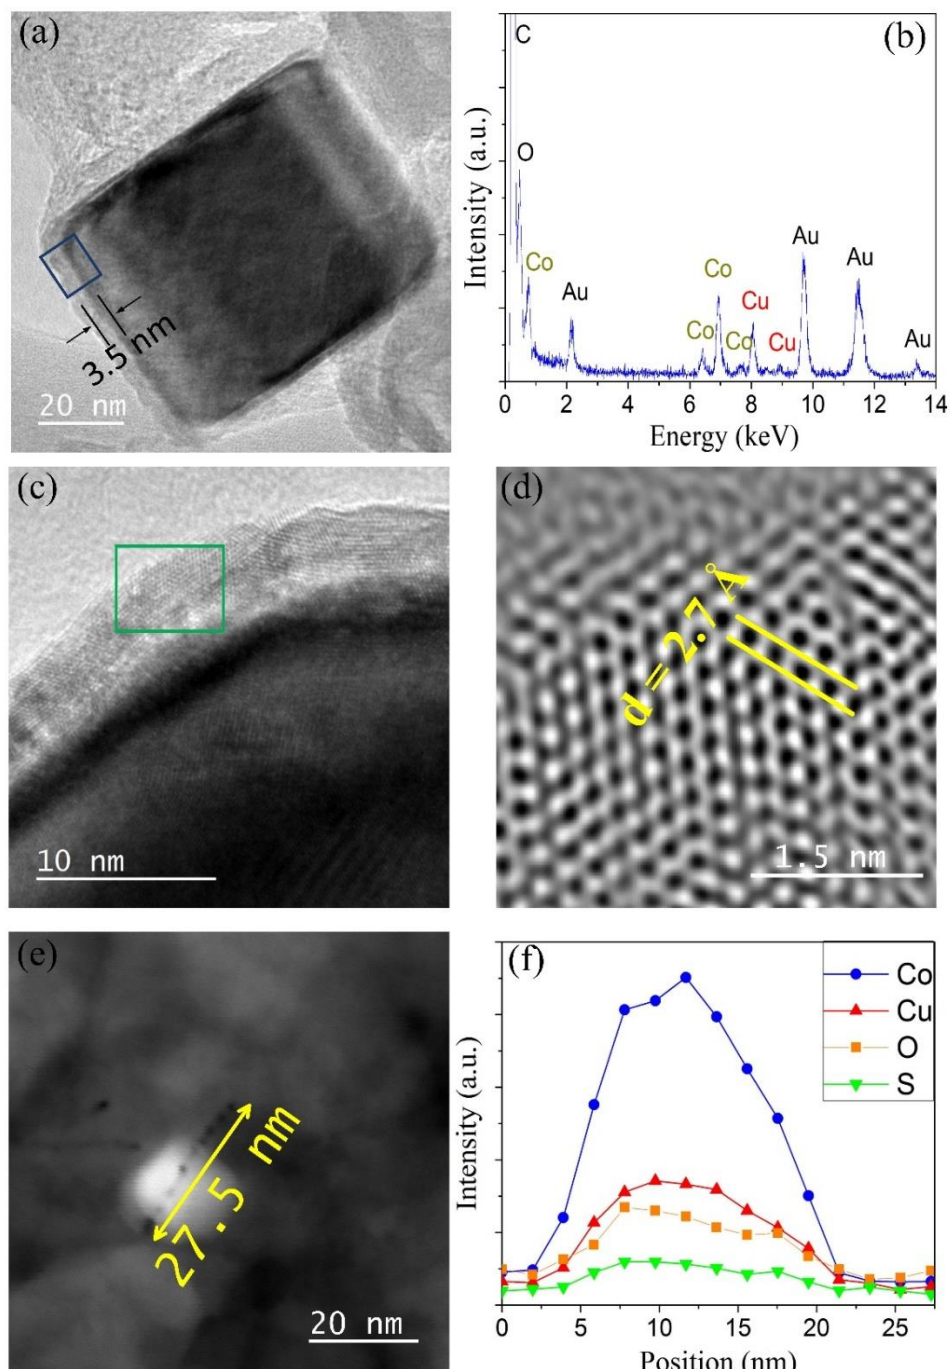 (a)
3.5 nm
20 nm
(b)
C
O
Co
Au
Co
Co
Co
Cu
Cu
Au
Au
Au
Intensity (a.u.)
0 2 4 6 8 10 12 14
Energy (keV)
(c)
10 nm
(d)
d = 2.7 Å
1.5 nm
(e)
27.5 nm
20 nm
(f)
Co
Cu
O
S
Intensity (a.u.)
0 5 10 15 20 25
Position (nm)